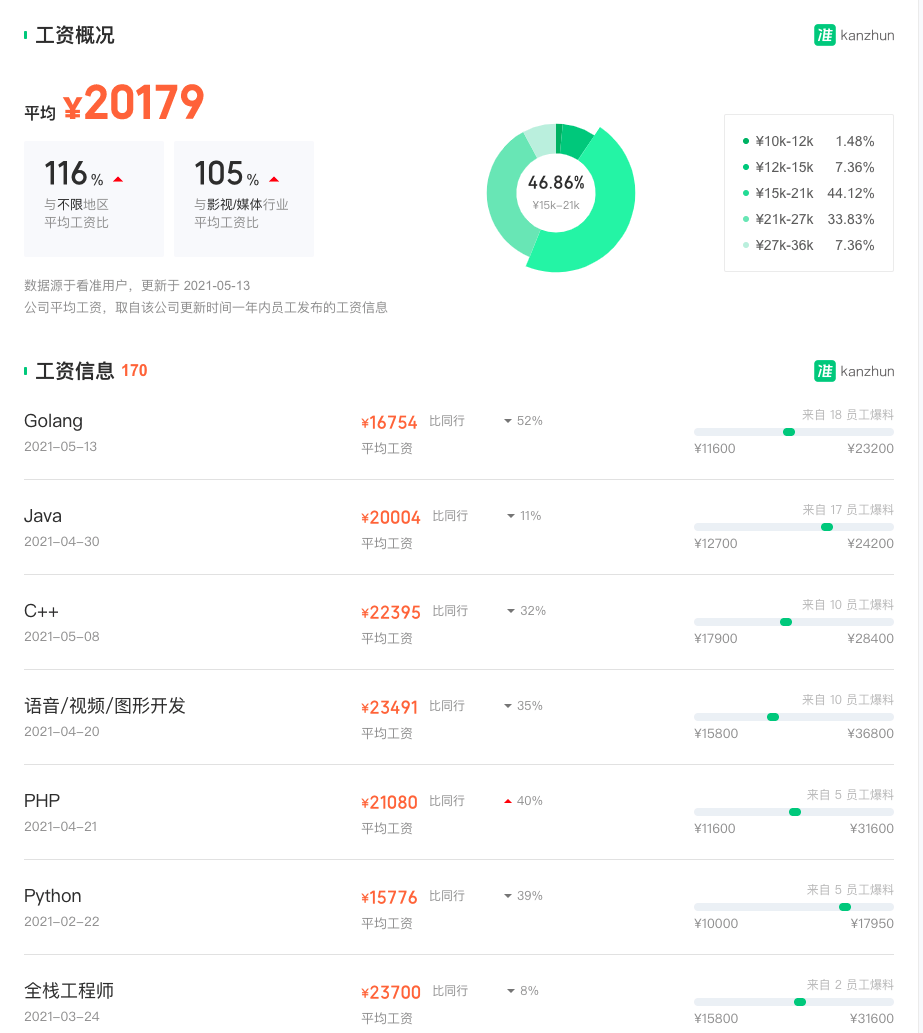 工资概况
准 kanzhun
平均 ¥20179
116%
与不限地区
平均工资比
105%
与影视/媒体行业
平均工资比
46.86%
¥15k-21k
¥10k-12k 1.48%
¥12k-15k 7.36%
¥15k-21k 44.12%
¥21k-27k 33.83%
¥27k-36k 7.36%
数据源于看准用户，更新于 2021-05-13
公司平均工资，取自该公司更新时间一年内员工发布的工资信息
工资信息 170
准 kanzhun
Golang ¥16754 比同行 52% 来自 18 员工爆料
2021-05-13 平均工资 ¥11600 ¥23200
Java ¥20004 比同行 11% 来自 17 员工爆料
2021-04-30 平均工资 ¥12700 ¥24200
C++ ¥22395 比同行 32% 来自 10 员工爆料
2021-05-08 平均工资 ¥17900 ¥28400
语音/视频/图形开发 ¥23491 比同行 35% 来自 10 员工爆料
2021-04-20 平均工资 ¥15800 ¥36800
PHP ¥21080 比同行 40% 来自 5 员工爆料
2021-04-21 平均工资 ¥11600 ¥31600
Python ¥15776 比同行 39% 来自 5 员工爆料
2021-02-22 平均工资 ¥10000 ¥17950
全栈工程师 ¥23700 比同行 8% 来自 2 员工爆料
2021-03-24 平均工资 ¥15800 ¥31600